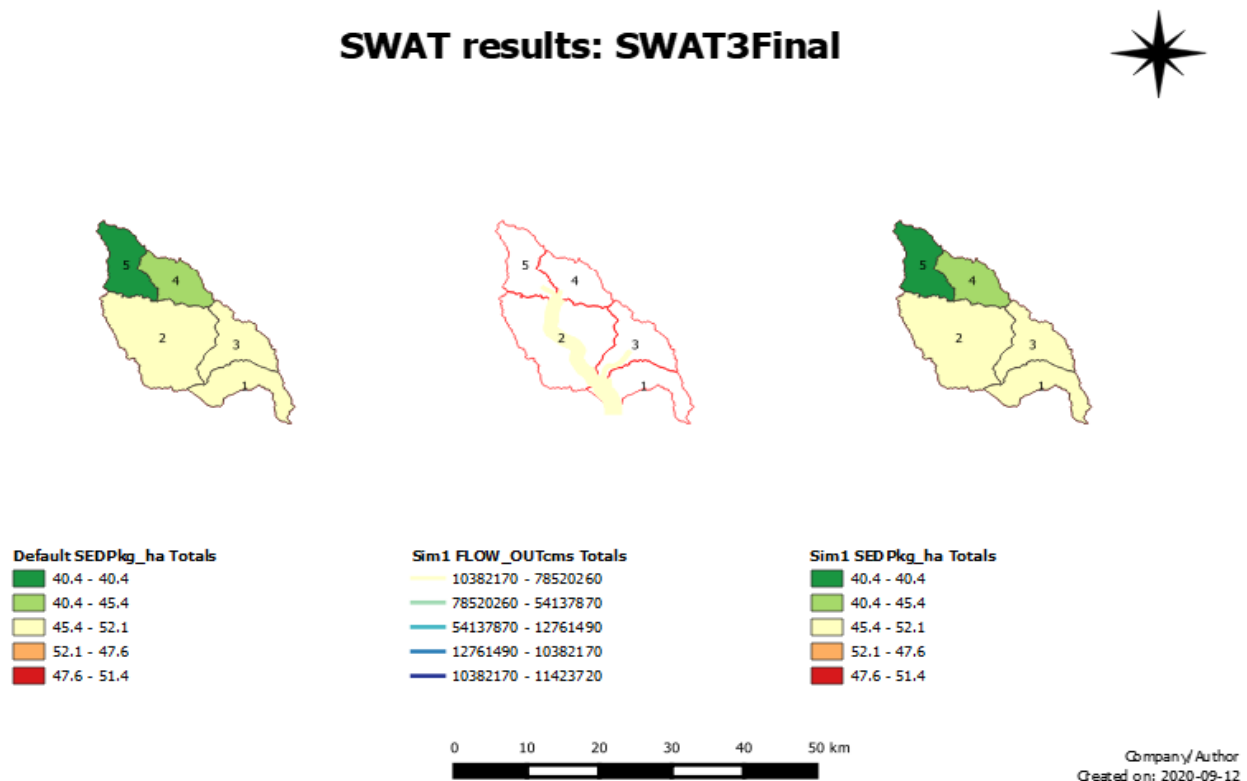 SWAT results: SWAT3Final
5
4
2
3
1
5
4
2
3
1
5
4
2
3
1
Default SEDPkg_ha Totals
40.4 - 40.4
40.4 - 45.4
45.4 - 52.1
52.1 - 47.6
47.6 - 51.4
Sim1 FLOW_OUTcms Totals
10382170 - 78520260
78520260 - 54137870
54137870 - 12761490
12761490 - 10382170
10382170 - 11423720
Sim1 SEDPkg_ha Totals
40.4 - 40.4
40.4 - 45.4
45.4 - 52.1
52.1 - 47.6
47.6 - 51.4
0 10 20 30 40 50 km
Company/Author
Created on: 2020-09-12